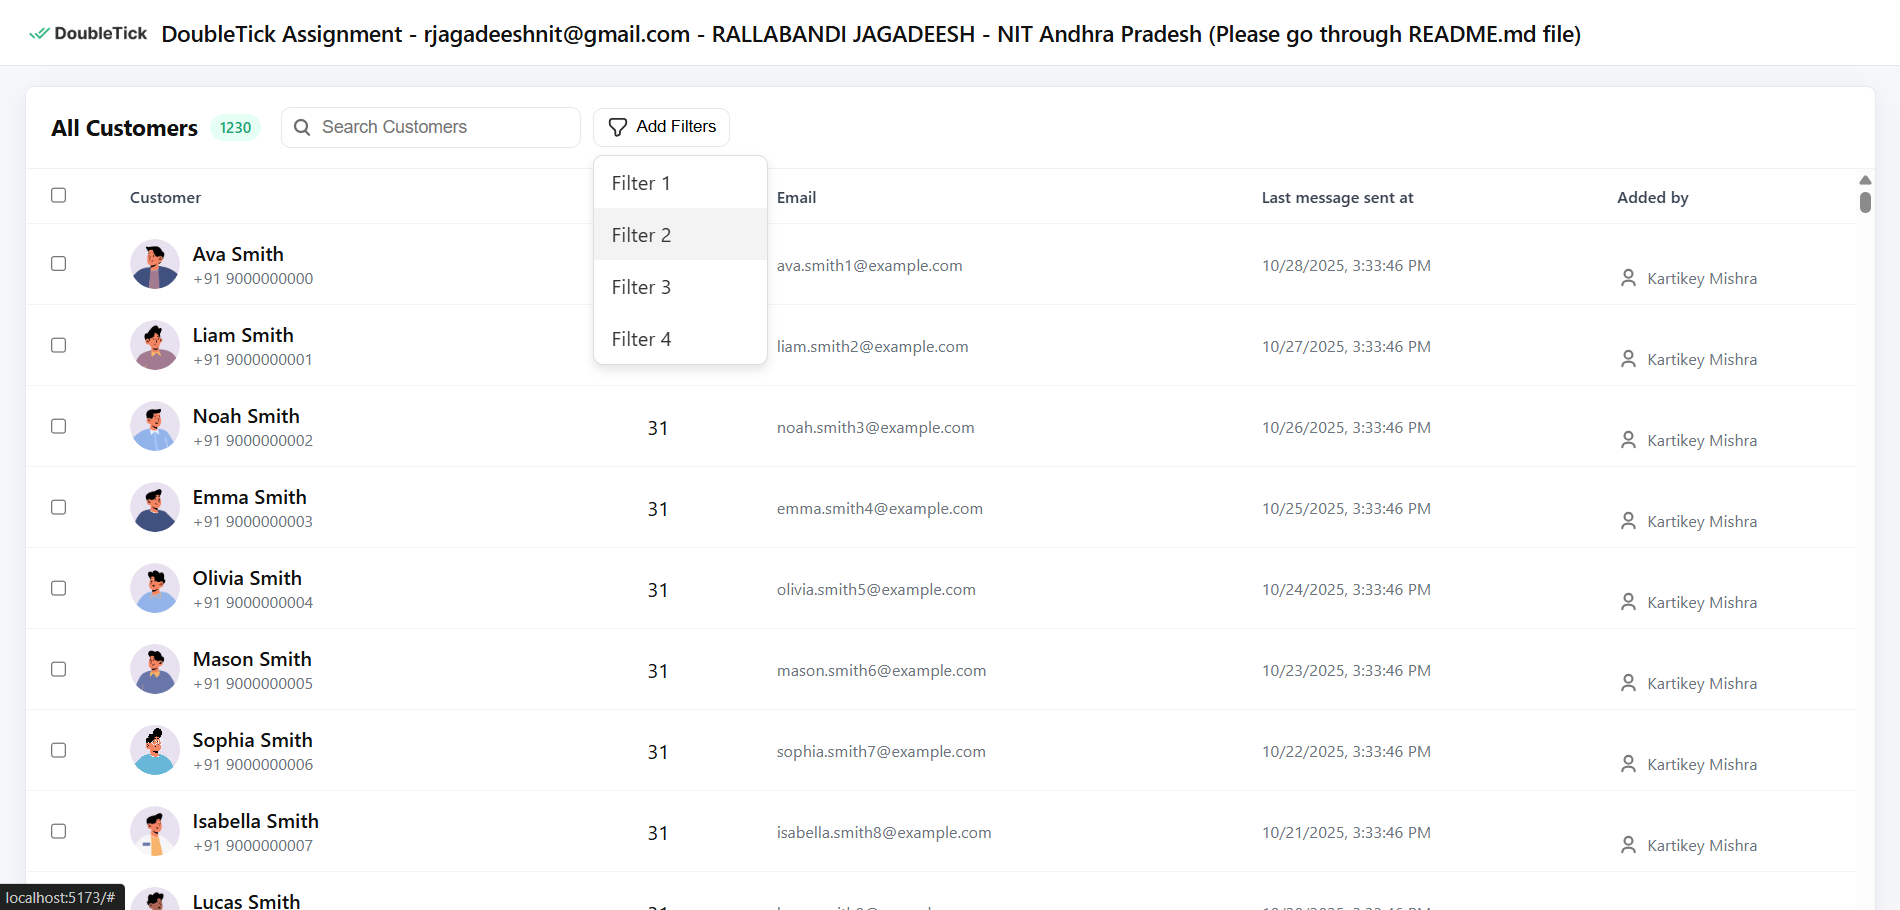 DoubleTick DoubleTick Assignment - rjagadeeshnit@gmail.com - RALLABANDI JAGADEESH - NIT Andhra Pradesh (Please go through README.md file)
All Customers 1230 Search Customers Add Filters
Filter 1
Filter 2
Filter 3
Filter 4
Customer Email Last message sent at Added by
Ava Smith
+91 9000000000
ava.smith1@example.com 10/28/2025, 3:33:46 PM Kartikey Mishra
Liam Smith
+91 9000000001
liam.smith2@example.com 10/27/2025, 3:33:46 PM Kartikey Mishra
Noah Smith
+91 9000000002
31 noah.smith3@example.com 10/26/2025, 3:33:46 PM Kartikey Mishra
Emma Smith
+91 9000000003
31 emma.smith4@example.com 10/25/2025, 3:33:46 PM Kartikey Mishra
Olivia Smith
+91 9000000004
31 olivia.smith5@example.com 10/24/2025, 3:33:46 PM Kartikey Mishra
Mason Smith
+91 9000000005
31 mason.smith6@example.com 10/23/2025, 3:33:46 PM Kartikey Mishra
Sophia Smith
+91 9000000006
31 sophia.smith7@example.com 10/22/2025, 3:33:46 PM Kartikey Mishra
Isabella Smith
+91 9000000007
31 isabella.smith8@example.com 10/21/2025, 3:33:46 PM Kartikey Mishra
Lucas Smith
localhost:5173/#